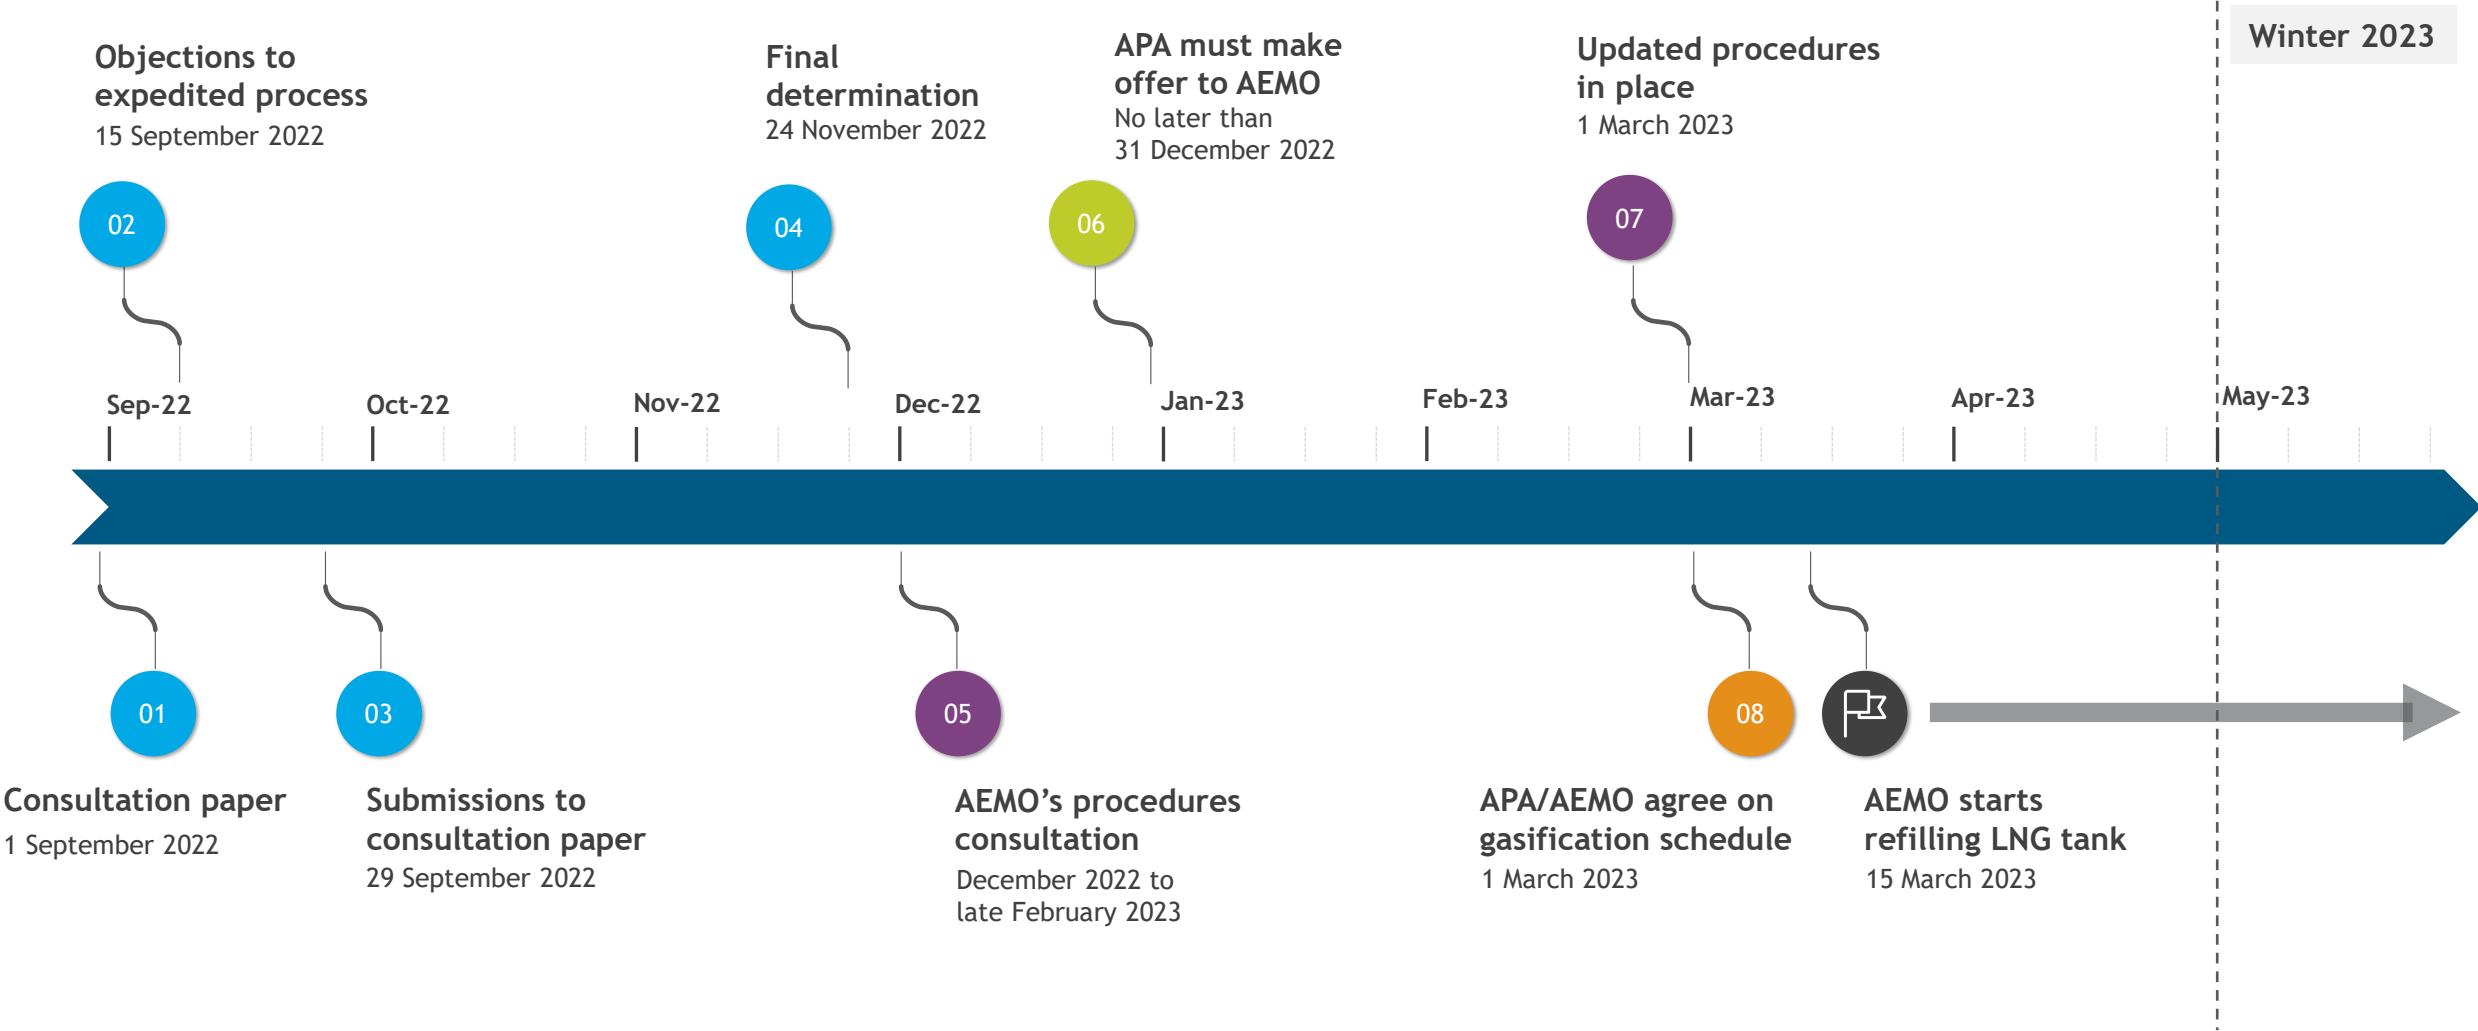 Winter 2023
Objections to
expedited process
15 September 2022
Final
determination
24 November 2022
APA must make
offer to AEMO
No later than
31 December 2022
Updated procedures
in place
1 March 2023
02
04
06
07
Sep-22
Oct-22
Nov-22
Dec-22
Jan-23
Feb-23
Mar-23
Apr-23
May-23
01
03
05
08
Consultation paper
1 September 2022
Submissions to
consultation paper
29 September 2022
AEMO’s procedures
consultation
December 2022 to
late February 2023
APA/AEMO agree on
gasification schedule
1 March 2023
AEMO starts
refilling LNG tank
15 March 2023